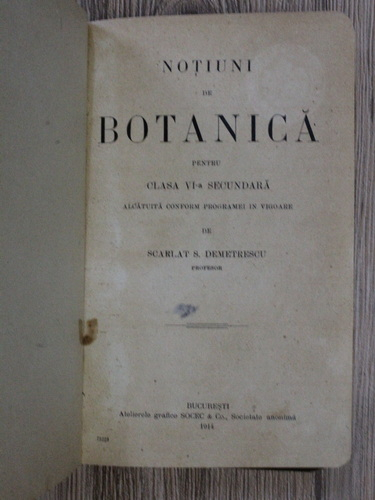 NOȚIUNI
DE
BOTANICĂ
PENTRU
CLASA VI-a SECUNDARĂ
ALCĂTUITĂ CONFORM PROGRAMEI IN VIGOARE
DE
SCARLAT S. DEMETRESCU
PROFESOR
BUCUREȘTI
Atelierele grafice SOCEC & Co., Societate anonimă
1914